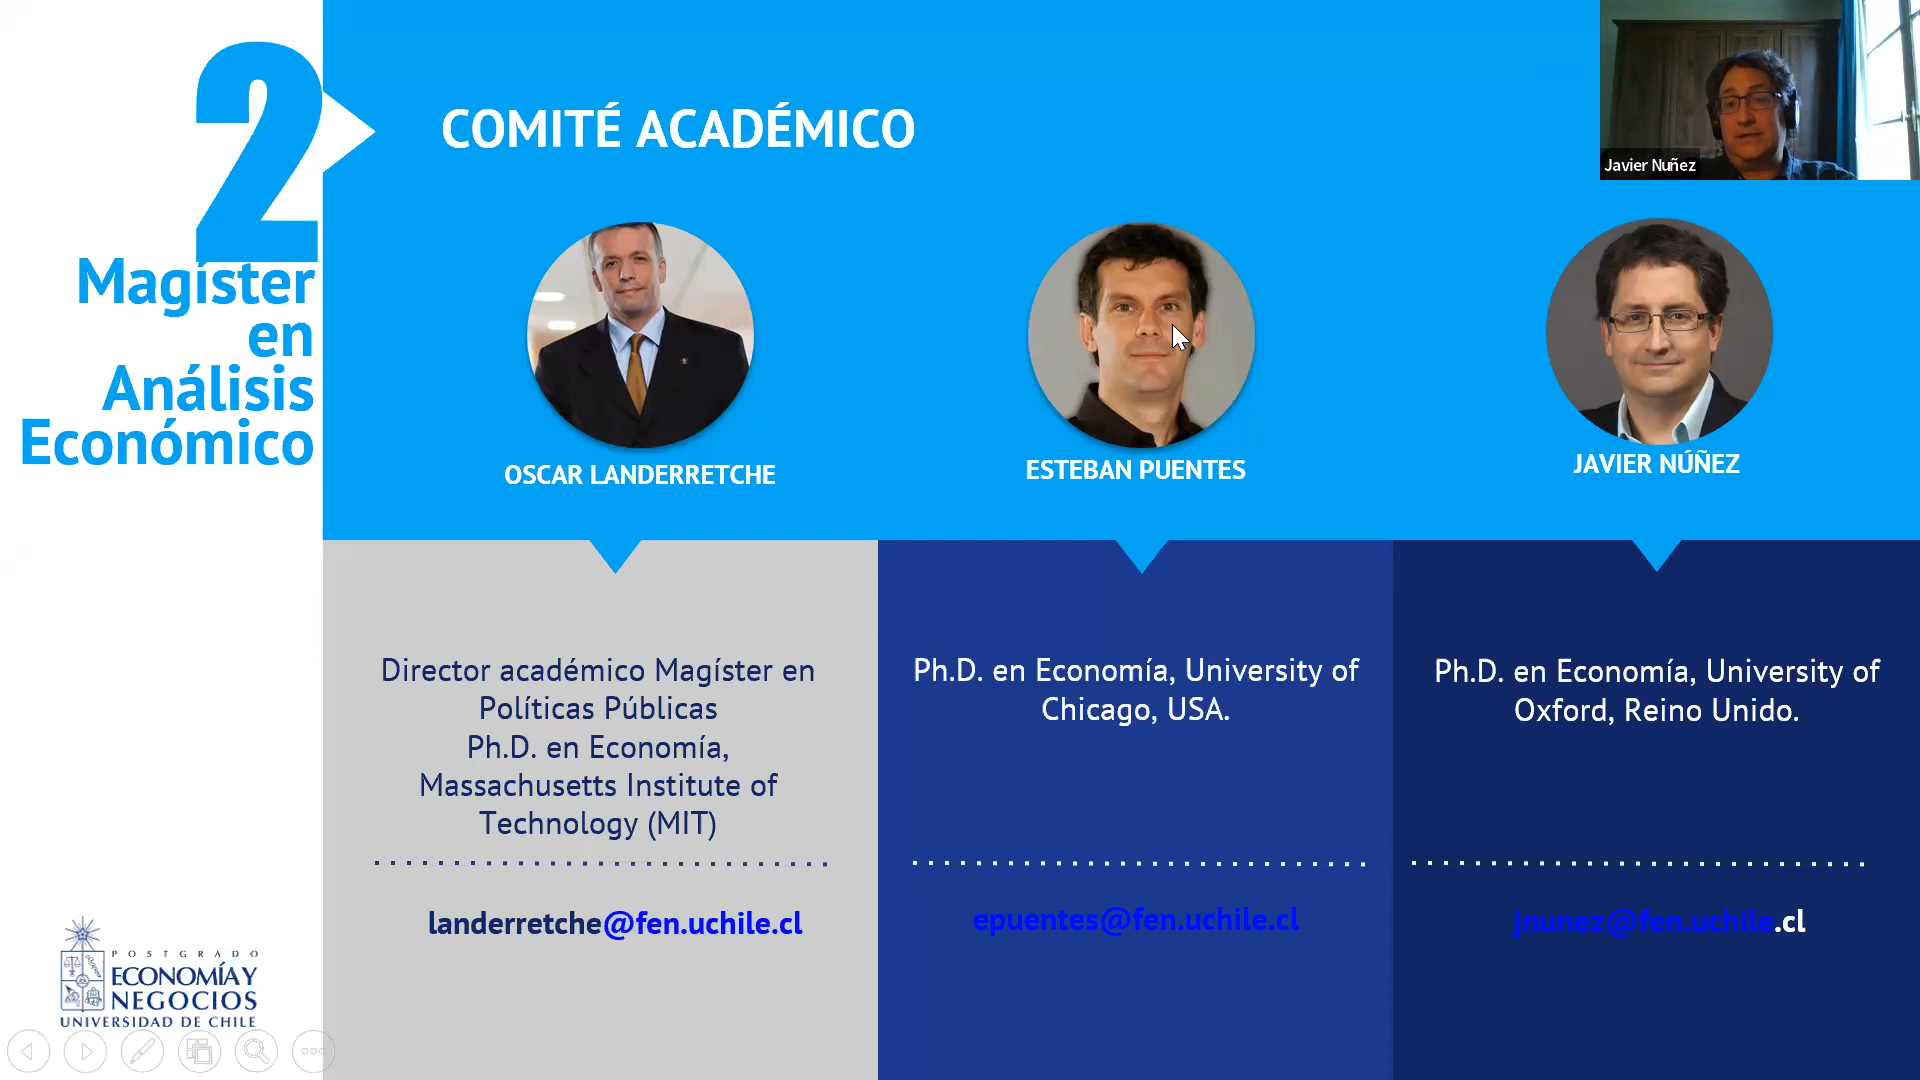 2
Magíster
en
Análisis
Económico
COMITÉ ACADÉMICO
Javier Nuñez
OSCAR LANDERRETCHE
ESTEBAN PUENTES
JAVIER NÚÑEZ
Director académico Magíster en
Políticas Públicas
Ph.D. en Economía,
Massachusetts Institute of
Technology (MIT)
landerretche@fen.uchile.cl
Ph.D. en Economía, University of
Chicago, USA.
epuentes@fen.uchile.cl
Ph.D. en Economía, University of
Oxford, Reino Unido.
jnunez@fen.uchile.cl
POSTGRADO
ECONOMÍA Y
NEGOCIOS
UNIVERSIDAD DE CHILE